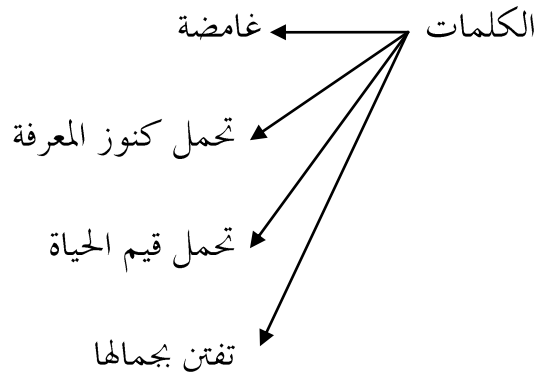 الكلمات غامضة
تحمل كنوز المعرفة
تحمل قيم الحياة
تفتن بجمالها